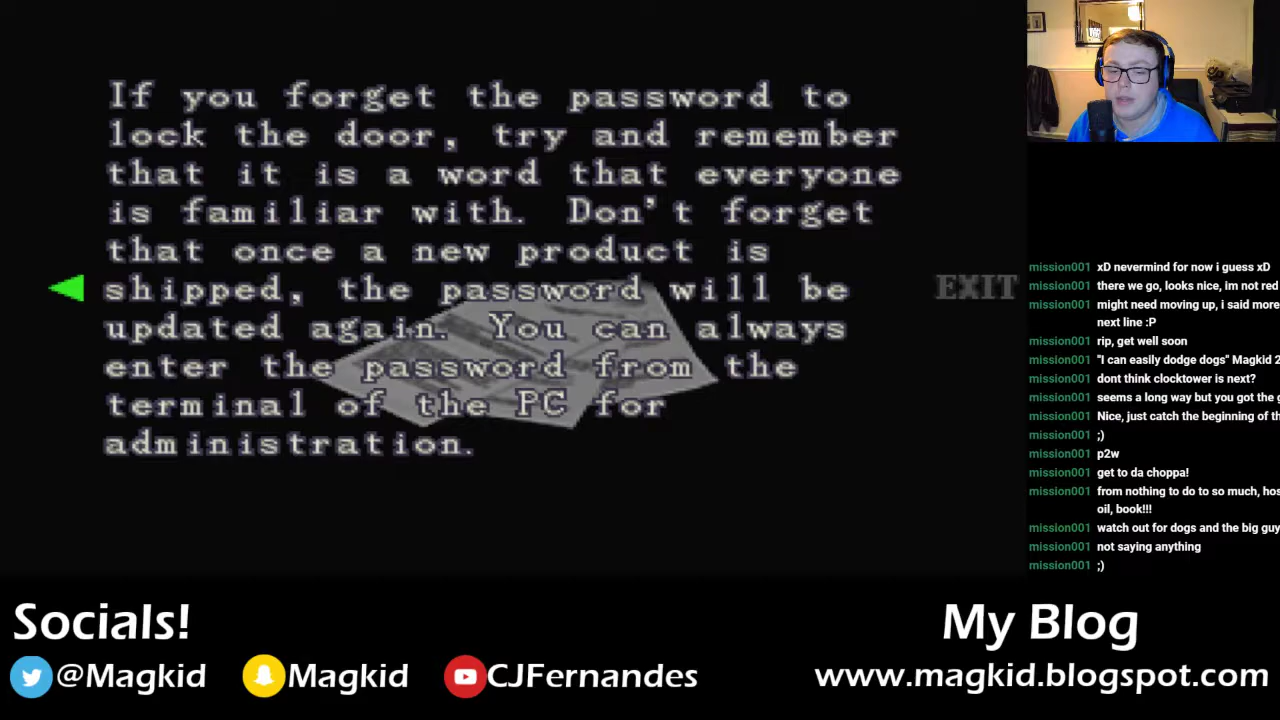 If you forget the password to
lock the door, try and remember
that it is a word that everyone
is familiar with. Don't forget
that once a new product is
shipped, the password will be
updated again. You can always
enter the password from the
terminal of the PC for
administration.
EXIT
mission001 xD nevermind for now i guess xD
there we go, looks nice, im not red
mission001
mission001 might need moving up, i said more
next line :P
mission001 rip, get well soon
mission001 "I can easily dodge dogs" Magkid 2
mission001 dont think clocktower is next?
mission001 seems a long way but you got the
mission001 Nice, just catch the beginning of
mission001 ;)
mission001 p2w
mission001 get to da choppa!
mission001 from nothing to do to so much,
oil, book!!!
mission001 watch out for dogs and the big guy
mission001 not saying anything
mission001 ;)
Socials!
My Blog
@Magkid
Magkid
CJFernandes
www.magkid.blogspot.com